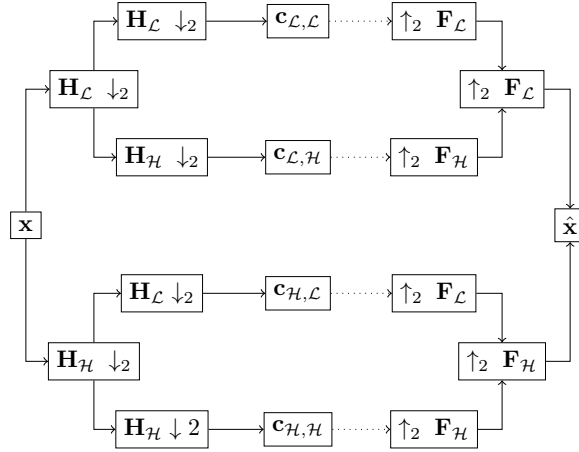 𝐇_ℒ ↓₂ 𝐜_ℒ,ℒ ↑₂ 𝐅_ℒ
𝐇_ℒ ↓₂ ↑₂ 𝐅_ℒ
𝐇_ℋ ↓₂ 𝐜_ℒ,ℋ ↑₂ 𝐅_ℋ
𝐱 𝐱̂
𝐇_ℒ ↓₂ 𝐜_ℋ,ℒ ↑₂ 𝐅_ℒ
𝐇_ℋ ↓₂ ↑₂ 𝐅_ℋ
𝐇_ℋ ↓ 2 𝐜_ℋ,ℋ ↑₂ 𝐅_ℋ